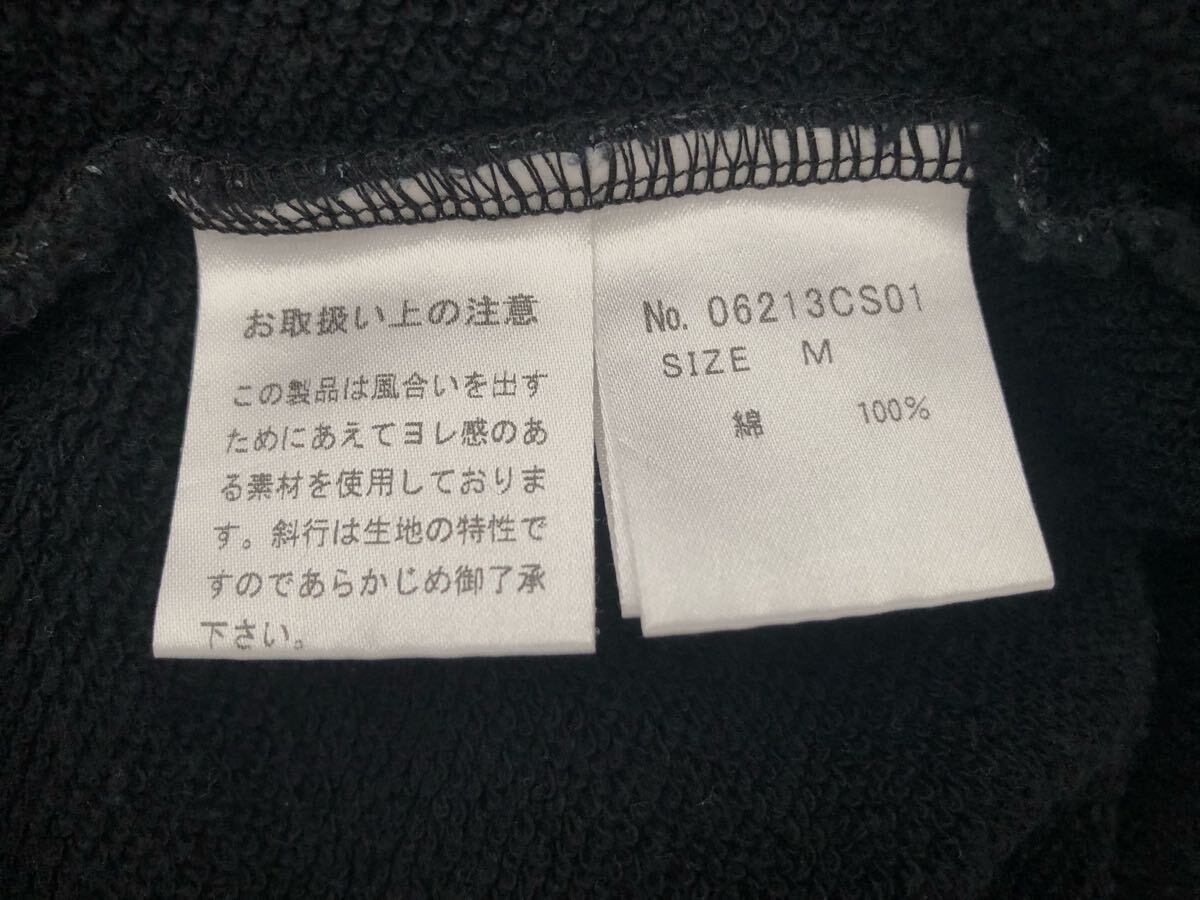 お取扱い上の注意
この製品は風合いを出す
ためにあえてヨレ感のあ
る素材を使用しておりま
す。斜行は生地の特性で
すのであらかじめ御了承
下さい。
No. 06213CS01
SIZE M
綿 100%